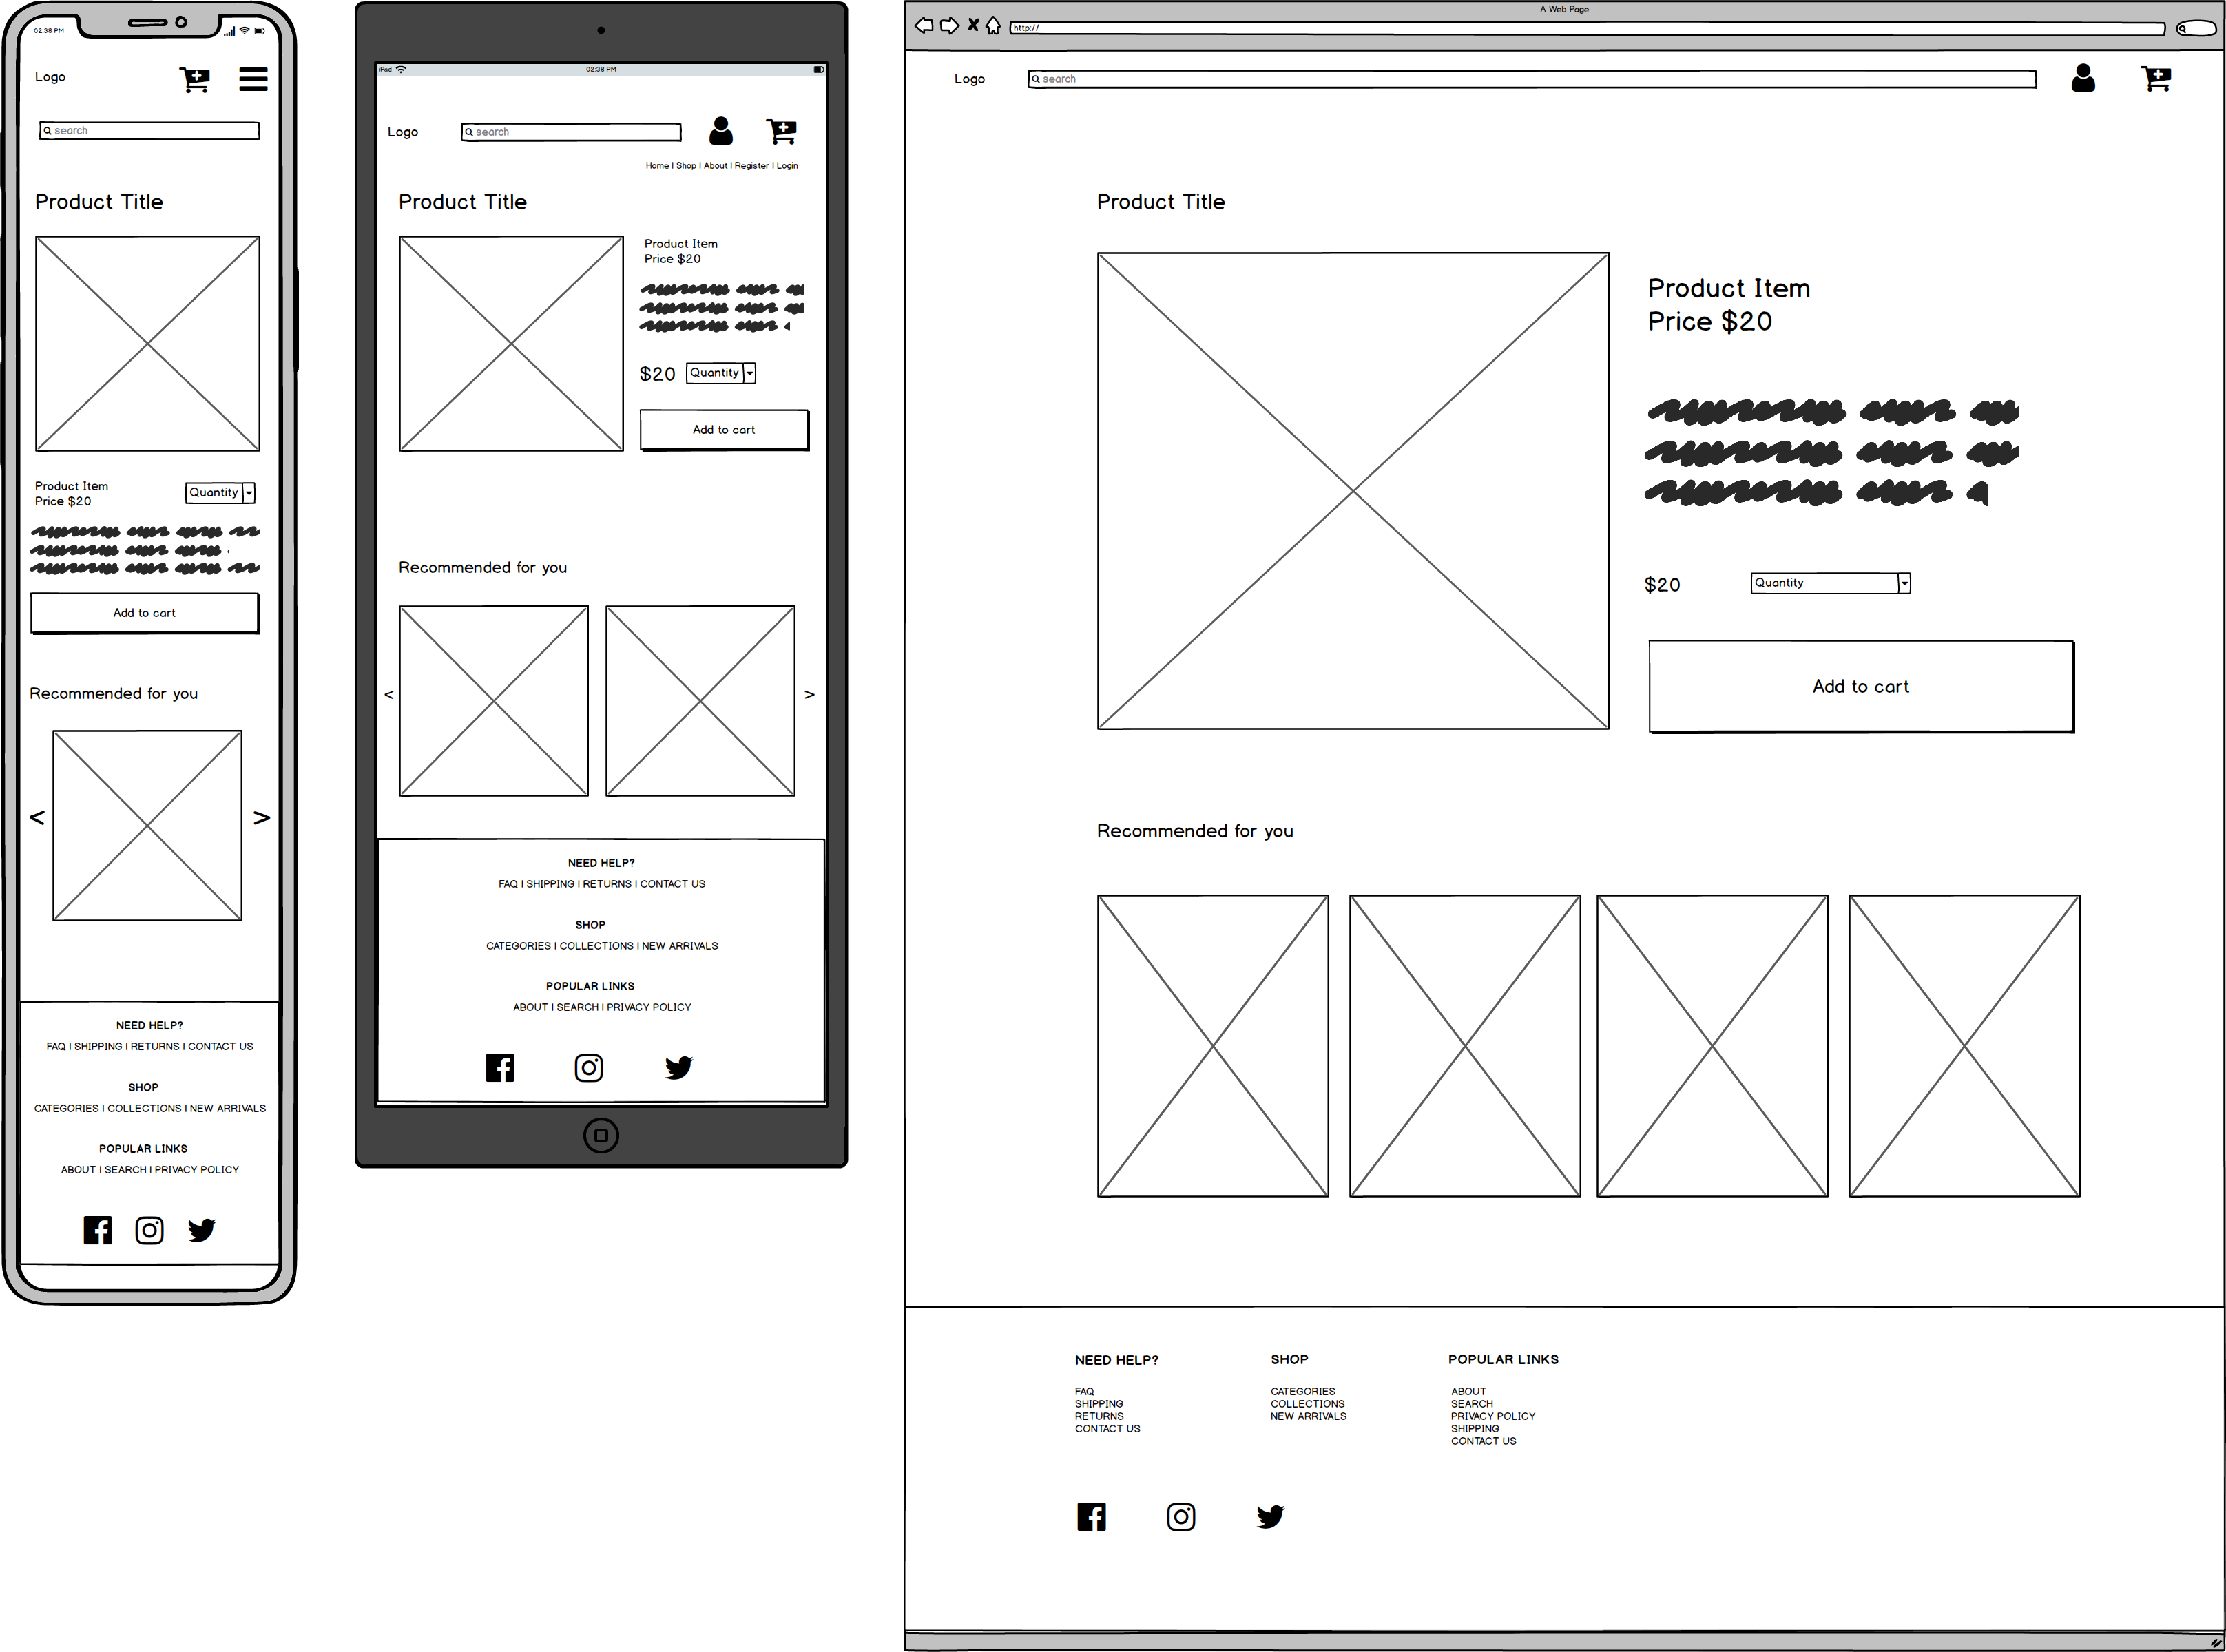 02:38 PM
Logo
search
Product Title
Product Item
Price $20
Quantity
Add to cart
Recommended for you
<
>
NEED HELP?
FAQ | SHIPPING | RETURNS | CONTACT US
SHOP
CATEGORIES | COLLECTIONS | NEW ARRIVALS
POPULAR LINKS
ABOUT | SEARCH | PRIVACY POLICY
iPad
02:38 PM
Logo
search
Home | Shop | About | Register | Login
Product Title
Product Item
Price $20
$20
Quantity
Add to cart
Recommended for you
<
>
NEED HELP?
FAQ | SHIPPING | RETURNS | CONTACT US
SHOP
CATEGORIES | COLLECTIONS | NEW ARRIVALS
POPULAR LINKS
ABOUT | SEARCH | PRIVACY POLICY
A Web Page
http://
Logo
search
Product Title
Product Item
Price $20
$20
Quantity
Add to cart
Recommended for you
NEED HELP?
FAQ
SHIPPING
RETURNS
CONTACT US
SHOP
CATEGORIES
COLLECTIONS
NEW ARRIVALS
POPULAR LINKS
ABOUT
SEARCH
PRIVACY POLICY
SHIPPING
CONTACT US